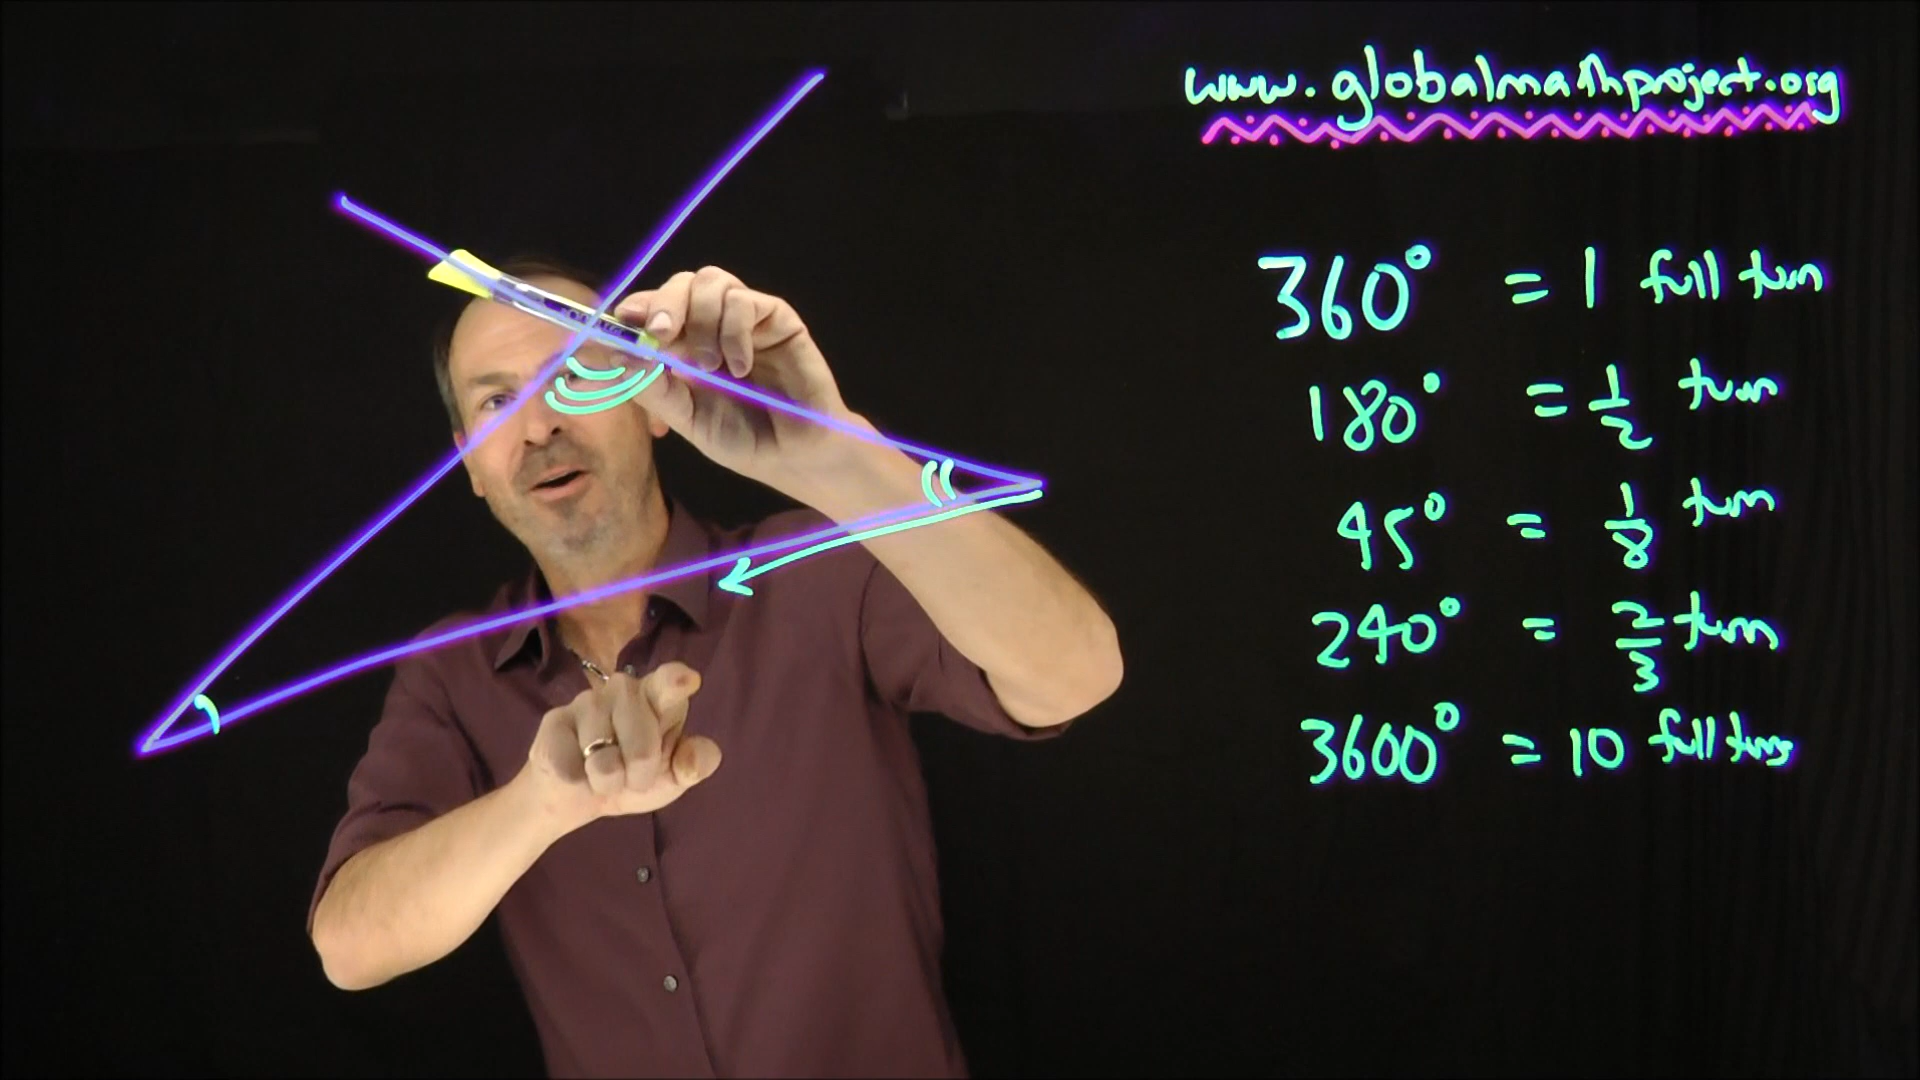 www.globalmathproject.org
360° = 1 full turn
180° = 1/2 turn
45° = 1/8 turn
240° = 2/3 turn
3600° = 10 full turns